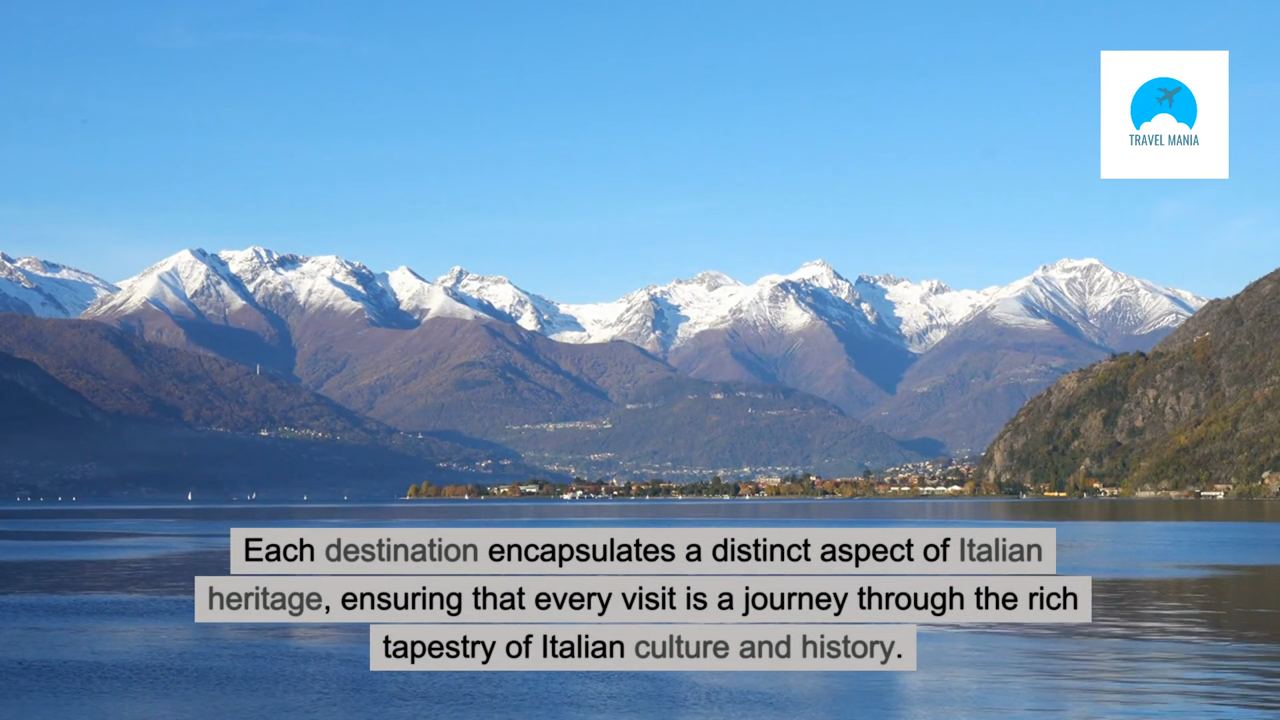 TRAVEL MANIA
Each destination encapsulates a distinct aspect of Italian
heritage, ensuring that every visit is a journey through the rich
tapestry of Italian culture and history.